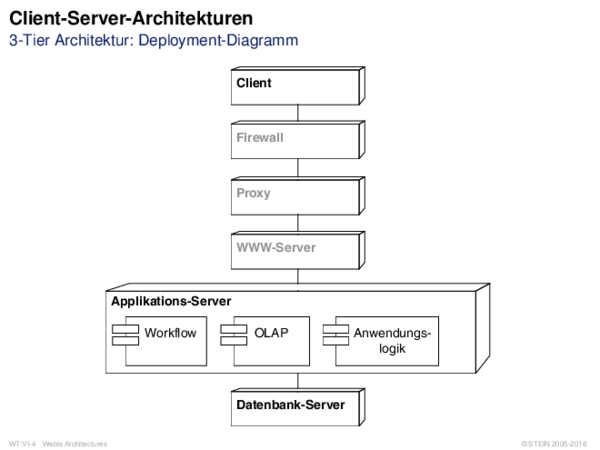 Client-Server-Architekturen
3-Tier Architektur: Deployment-Diagramm
Client
Firewall
Proxy
WWW-Server
Applikations-Server
Workflow
OLAP
Anwendungs-
logik
Datenbank-Server
WT:VI-4 Webis Architectures
© STEIN 2005-2018